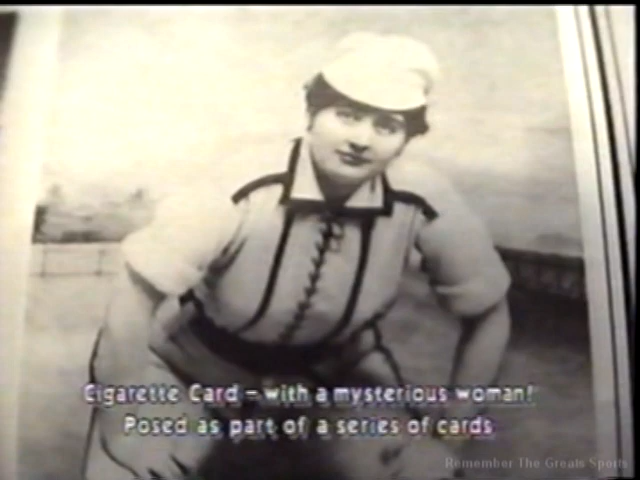 Cigarette Card - with a mysterious woman!
Posed as part of a series of cards
Remember The Greats Sports